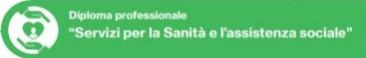 Diploma professionale
“Servizi per la Sanità e l’assistenza sociale"